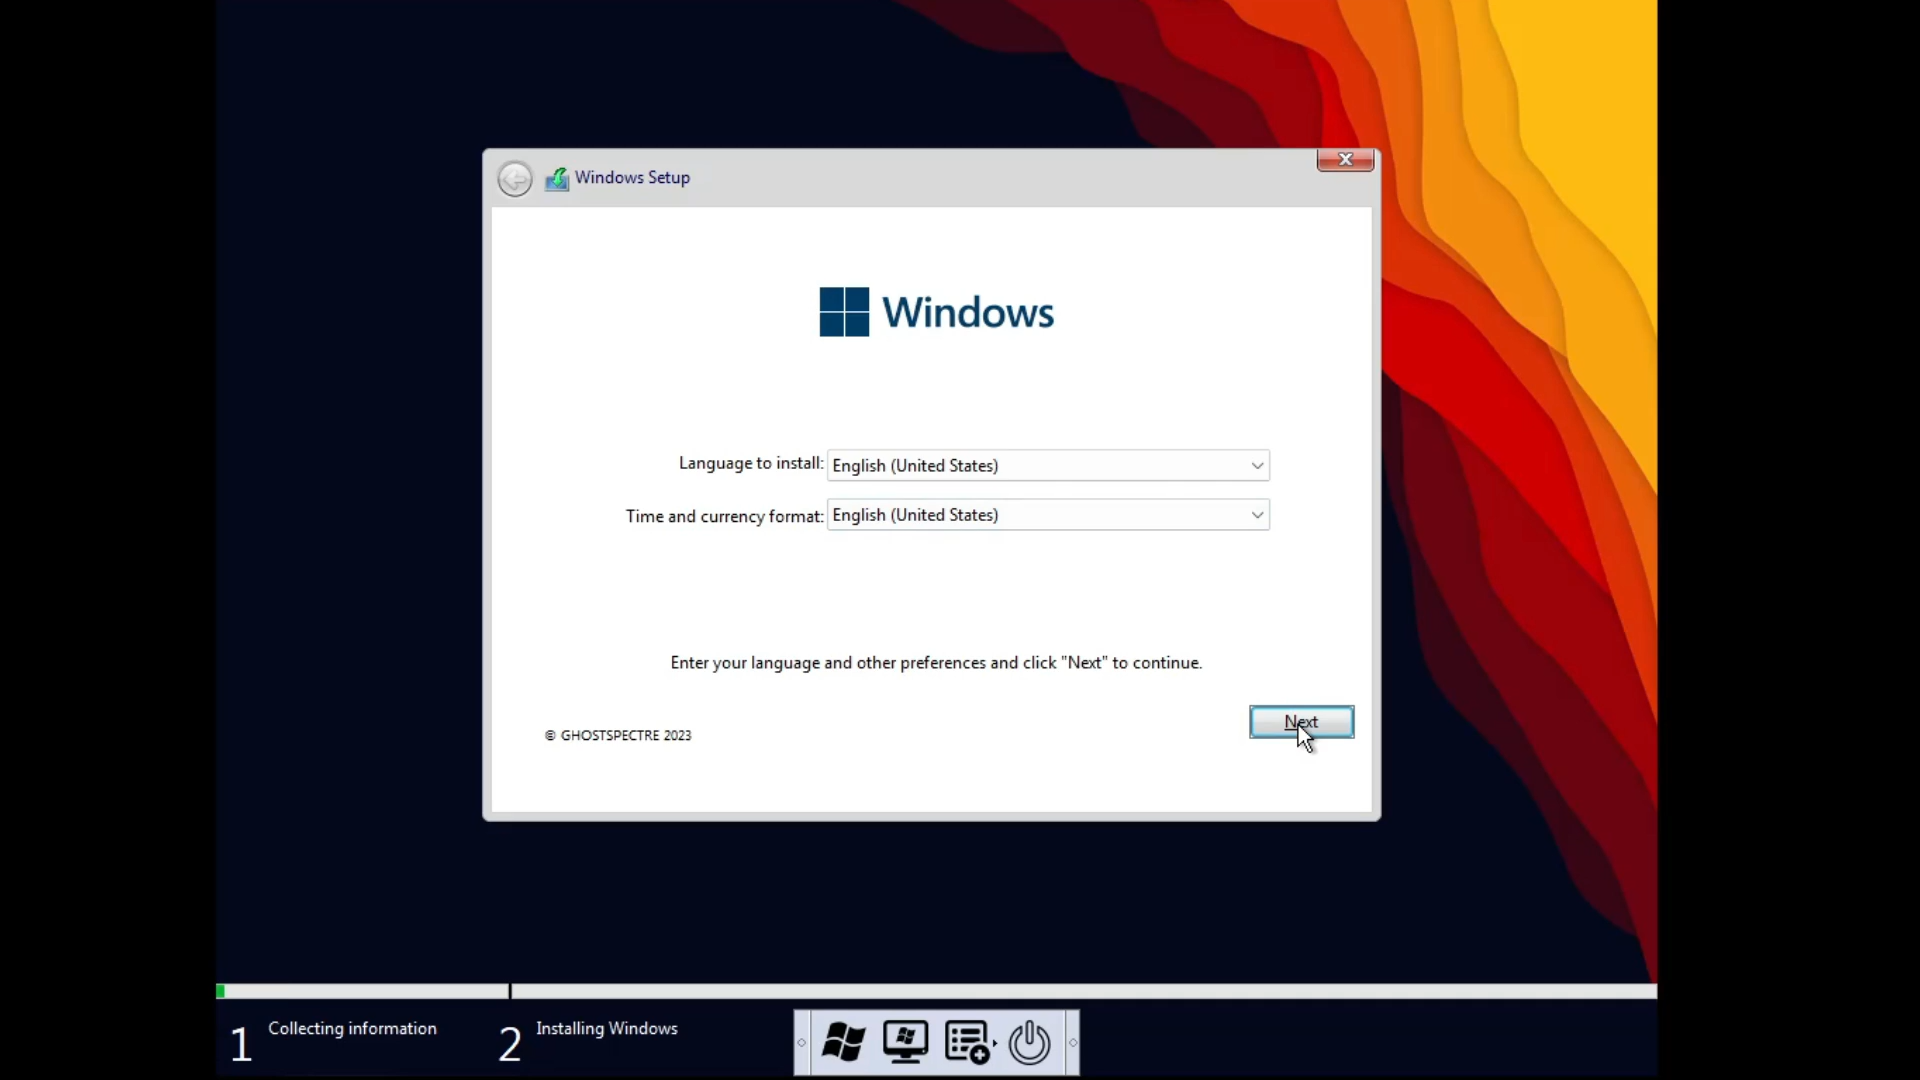 Windows Setup
Windows
Language to install: English (United States)
Time and currency format: English (United States)
Enter your language and other preferences and click "Next" to continue.
Next
© GHOSTSPECTRE 2023
1 Collecting information
2 Installing Windows